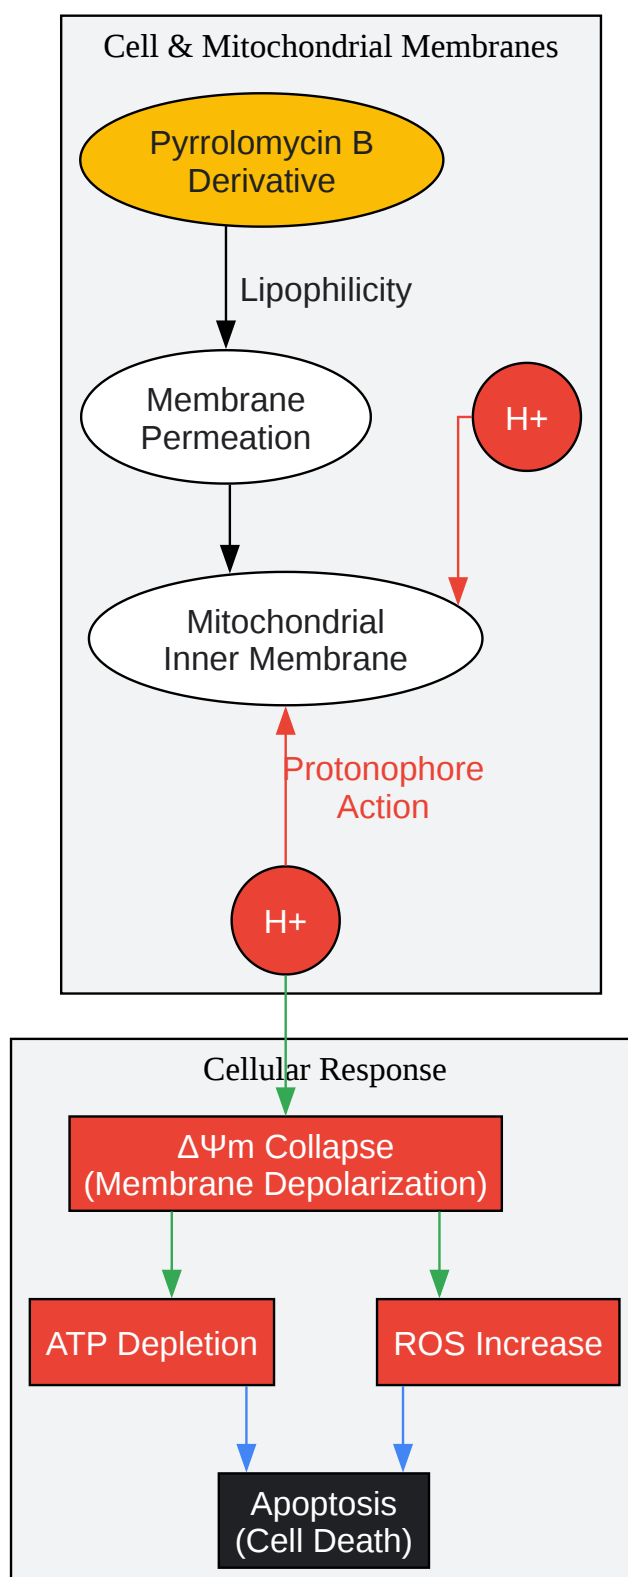 Cell & Mitochondrial Membranes
Pyrrolomycin B
Derivative
Lipophilicity
Membrane
Permeation
H+
Mitochondrial
Inner Membrane
Protonophore
Action
H+
Cellular Response
ΔΨm Collapse
(Membrane Depolarization)
ATP Depletion
ROS Increase
Apoptosis
(Cell Death)